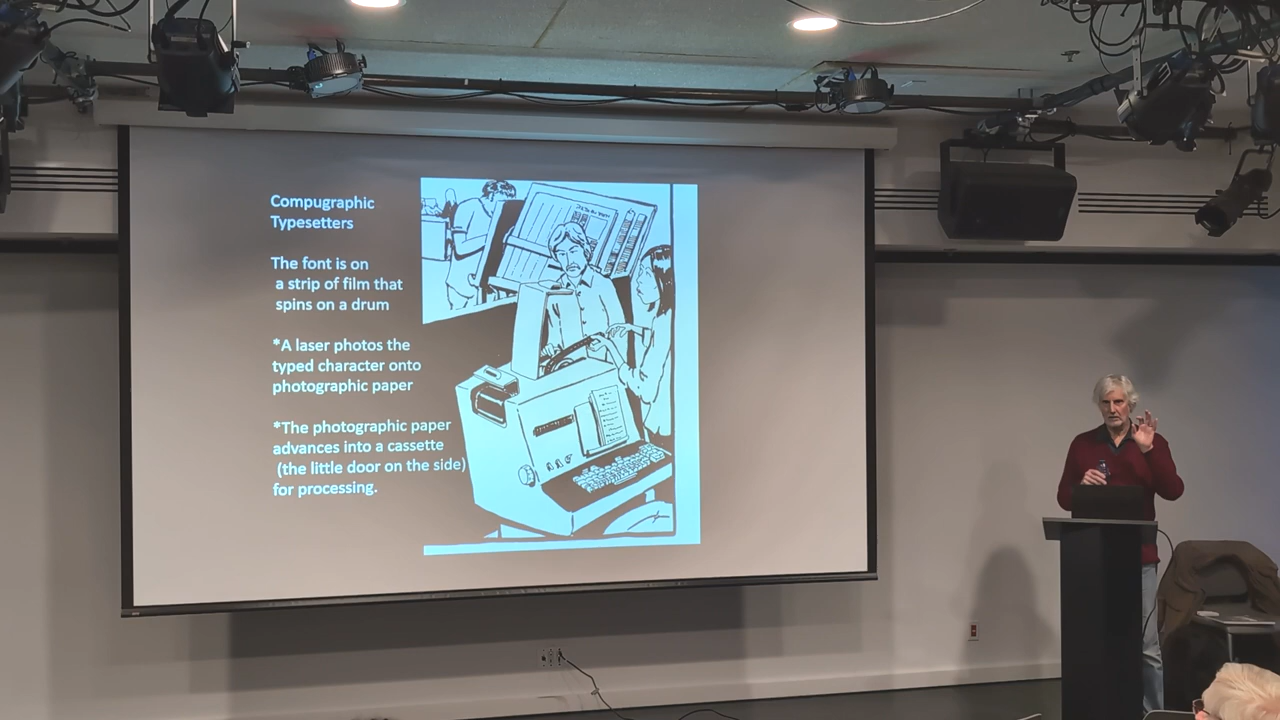 Compugraphic
Typesetters
The font is on
a strip of film that
spins on a drum
*A laser photos the
typed character onto
photographic paper
*The photographic paper
advances into a cassette
(the little door on the side)
for processing.